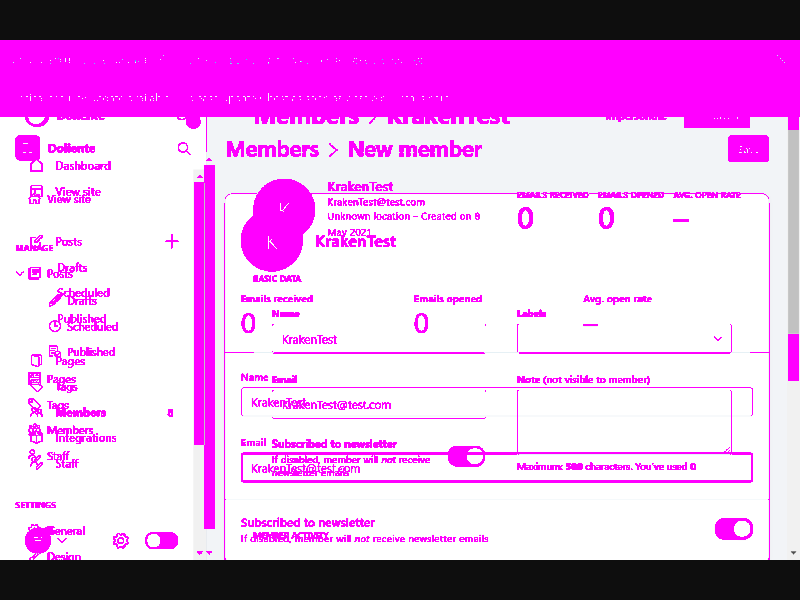 Members > KrakenTest
Impersonate
Doliente
Doliente
Members > New member
Dashboard
View site
View site
KrakenTest
KrakenTest@test.com
Unknown location – Created on 8
May 2021
EMAILS RECEIVED
EMAILS OPENED
AVG. OPEN RATE
0
0
—
K
K
KrakenTest
MANAGE
Posts
Posts
Drafts
Drafts
Scheduled
Scheduled
Published
Published
Pages
Pages
Tags
Tags
Members
8
Members
Integrations
Staff
Staff
SETTINGS
General
Design
BASIC DATA
Emails received
Emails opened
Avg. open rate
0
0
—
Name
KrakenTest
Labels
Name
KrakenTest
Email
KrakenTest@test.com
Note (not visible to member)
Email
KrakenTest@test.com
Subscribed to newsletter
If disabled, member will not receive
newsletter emails
Maximum: 500 characters. You've used 0
Subscribed to newsletter
If disabled, member will not receive newsletter emails
MEMBER ACTIVITY